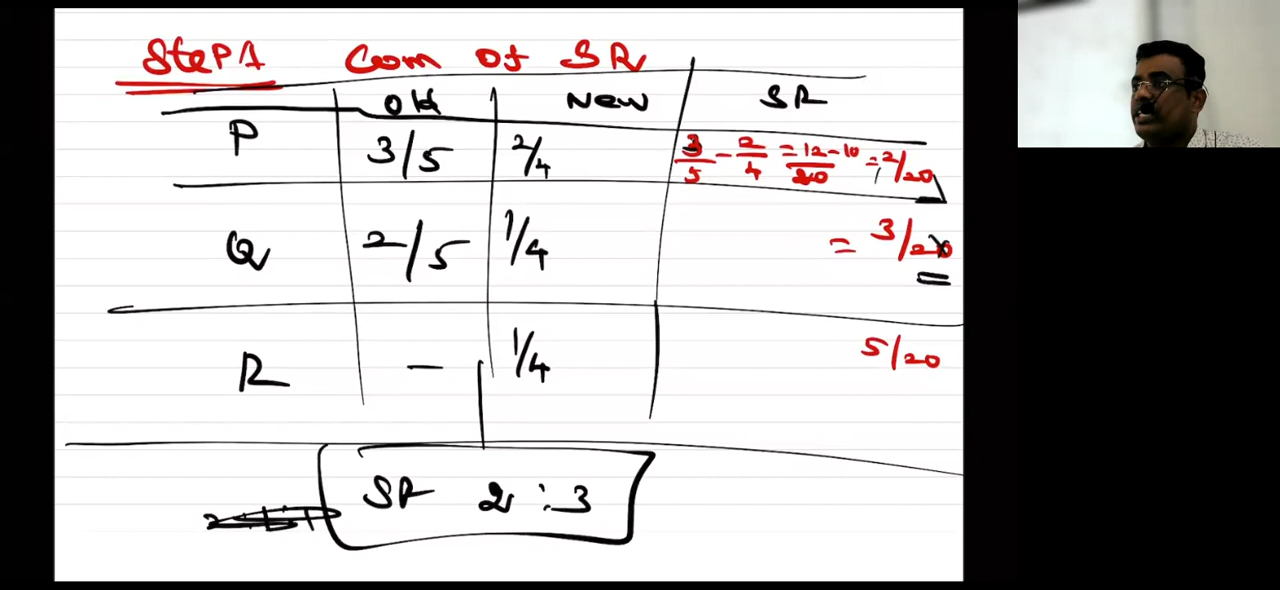 Step 1 Com of SR
Old New SR
P 3/5 2/4 3/5 - 2/4 = 12-10/20 = 2/20
Q 2/5 1/4 = 3/20
R - 1/4 5/20
SR 2:3